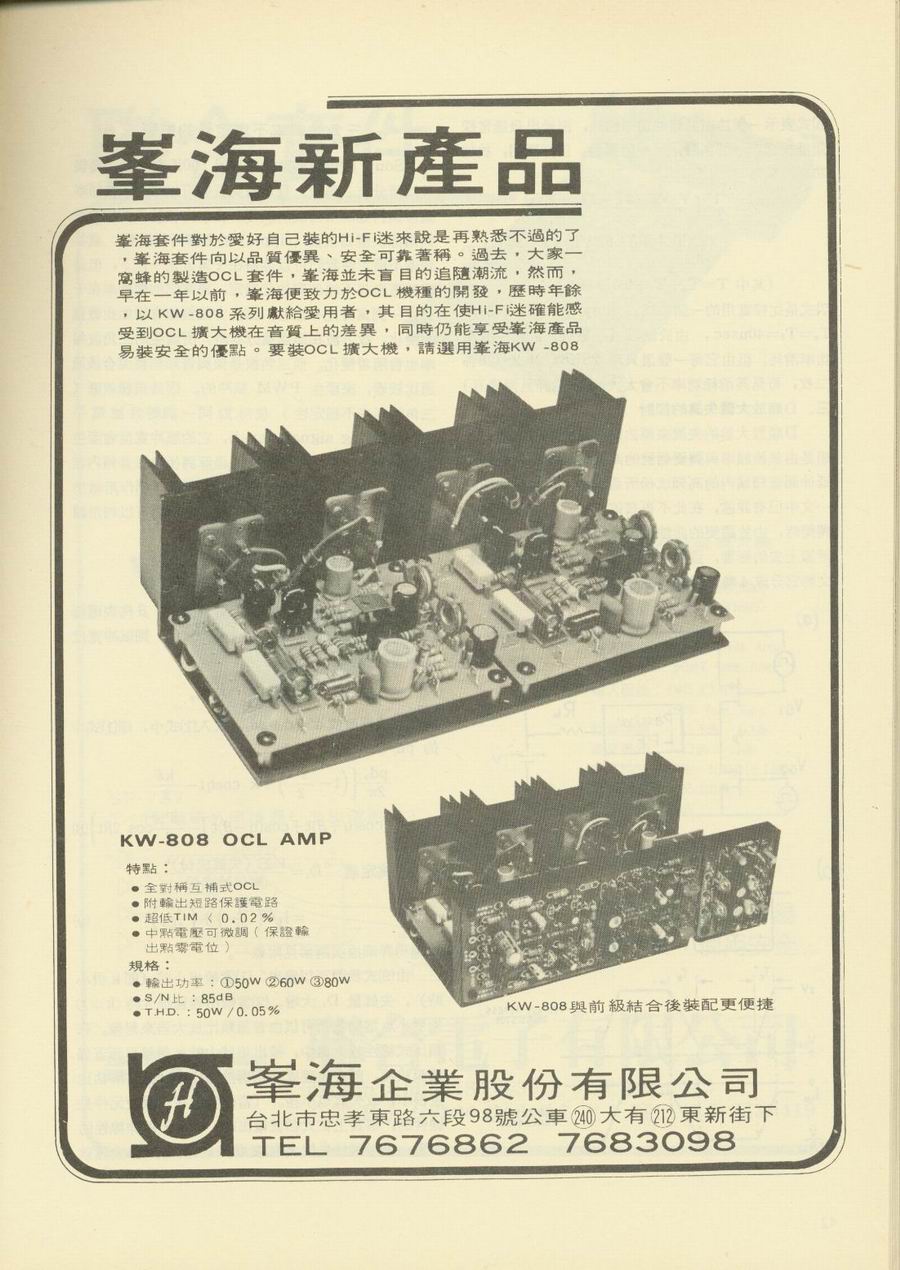 峯海新產品
峯海套件對於愛好自己裝的Hi-Fi迷來說是再熟悉不過的了
，峯海套件向以品質優異、安全可靠著稱。過去，大家一
窩蜂的製造OCL套件，峯海並未盲目的追隨潮流，然而，
早在一年以前，峯海便致力於OCL機種的開發，歷時年餘
，以KW-808系列獻給愛用者，其目的在使Hi-Fi迷確能感
受到OCL擴大機在音質上的差異，同時仍能享受峯海產品
易裝安全的優點。要裝OCL擴大機，請選用峯海KW-808
KW-808 OCL AMP
特點：
●全對稱互補式OCL
●附輸出短路保護電路
●超低TIM〈0.02%
●中點電壓可微調（保證輸
出點零電位）
規格：
●輸出功率：①50W ②60W ③80W
●S/N比：85dB
●T.H.D.：50W/0.05%
KW-808與前級結合後裝配更便捷
H
峯海企業股份有限公司
台北市忠孝東路六段98號公車240大有212東新街下
TEL 7676862 7683098